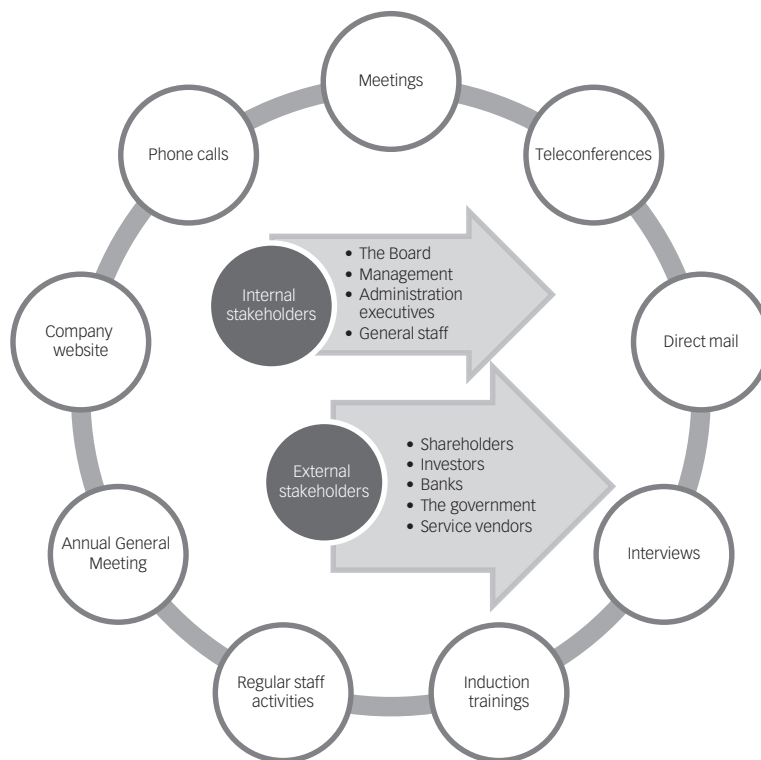 Meetings
Teleconferences
Direct mail
Interviews
Induction
trainings
Regular staff
activities
Annual General
Meeting
Company
website
Phone calls
Internal
stakeholders
• The Board
• Management
• Administration
executives
• General staff
External
stakeholders
• Shareholders
• Investors
• Banks
• The government
• Service vendors